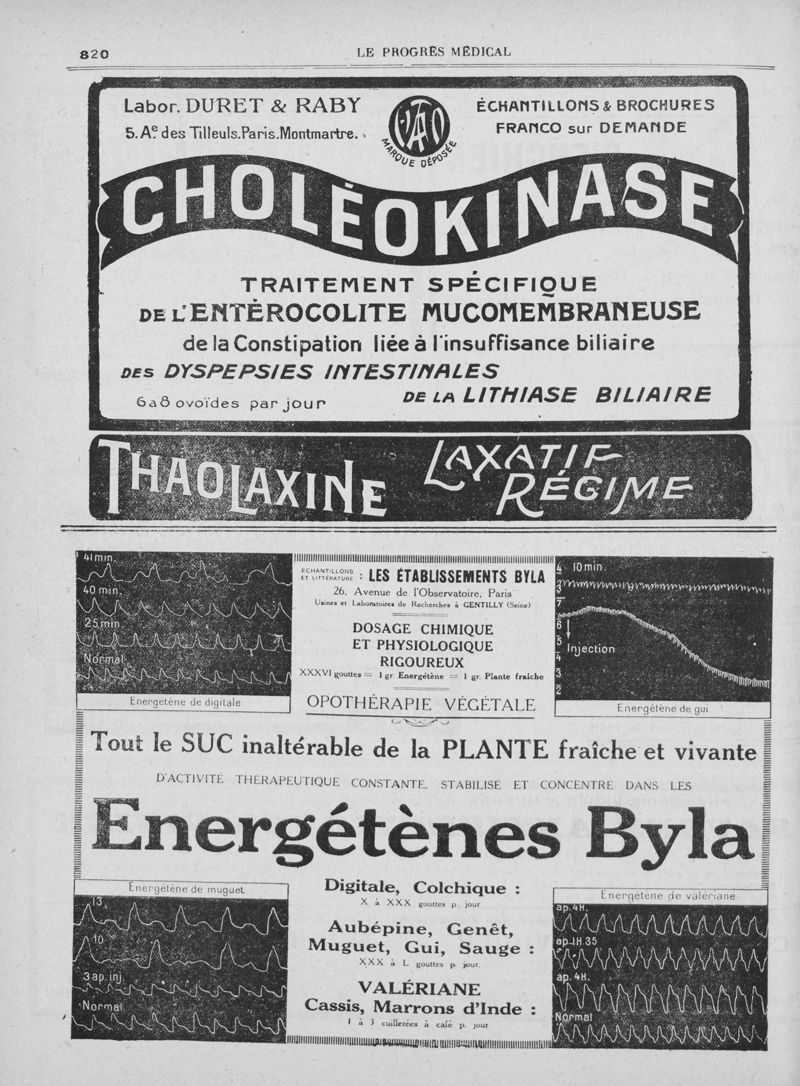 820
LE PROGRÈS MÉDICAL
Labor. DURET & RABY
5. Ae. des Tilleuls. Paris. Montmartre.
MARQUE DÉPOSÉE
ÉCHANTILLONS & BROCHURES
FRANCO SUR DEMANDE
CHOLÉOKINASE
TRAITEMENT SPÉCIFIQUE
DE L'ENTÉROCOLITE MUCOMEMBRANEUSE
de la Constipation liée à l'insuffisance biliaire
DES DYSPEPSIES INTESTINALES
6 a 8 ovoïdes par jour
DE LA LITHIASE BILIAIRE
THAOLAXINE
LAXATIF
RÉGIME
41 min.
40 min.
25 min.
Normal
Energétène de digitale
ECHANTILLONS
ET LITTÉRATURE : LES ÉTABLISSEMENTS BYLA
26, Avenue de l'Observatoire, Paris
Usines et Laboratoires de Recherches à GENTILLY (Seine)
DOSAGE CHIMIQUE
ET PHYSIOLOGIQUE
RIGOUREUX
XXXVI gouttes = 1 gr. Energétène = 1 gr. Plante fraîche
OPOTHÉRAPIE VÉGÉTALE
10 min.
Injection
Energétène de gui
Tout le SUC inaltérable de la PLANTE fraîche et vivante
D'ACTIVITÉ THÉRAPEUTIQUE CONSTANTE, STABILISÉ ET CONCENTRÉ DANS LES
Energétènes Byla
Energétène de muguet
13
10
3 ap. inj.
Normal
Digitale, Colchique :
X à XXX gouttes p. jour
Aubépine, Genêt,
Muguet, Gui, Sauge :
XXX à L gouttes p. jour.
VALÉRIANE
Cassis, Marrons d'Inde :
1 à 3 cuillerées à café p. jour
Energétène de valériane
ap. 4H.
ap. 1H. 35
ap. 4H.
Normal